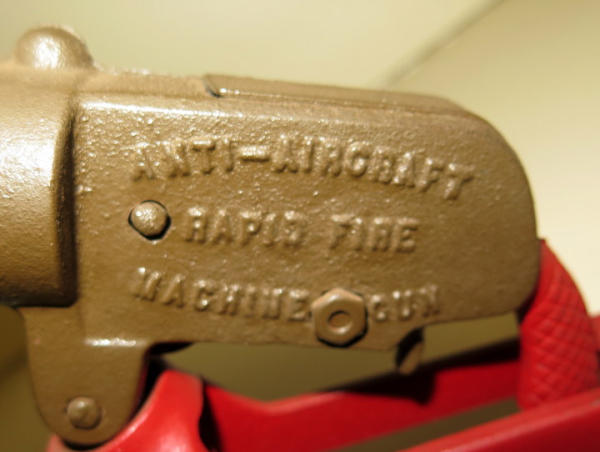 ANTI-AIRCRAFT
RAPID FIRE
MACHINE GUN